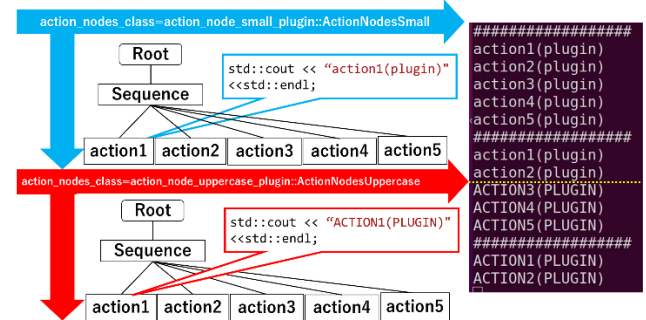 action_nodes_class=action_node_small_plugin::ActionNodesSmall
Root
Sequence
std::cout << “action1(plugin)"
<<std::endl;
action1 action2 action3 action4 action5
action_nodes_class=action_node_uppercase_plugin::ActionNodesUppercase
Root
Sequence
std::cout << “ACTION1(PLUGIN)"
<<std::endl;
action1 action2 action3 action4 action5
##################
action1(plugin)
action2(plugin)
action3(plugin)
action4(plugin)
action5(plugin)
##################
action1(plugin)
action2(plugin)
ACTION3(PLUGIN)
ACTION4(PLUGIN)
ACTION5(PLUGIN)
##################
ACTION1(PLUGIN)
ACTION2(PLUGIN)